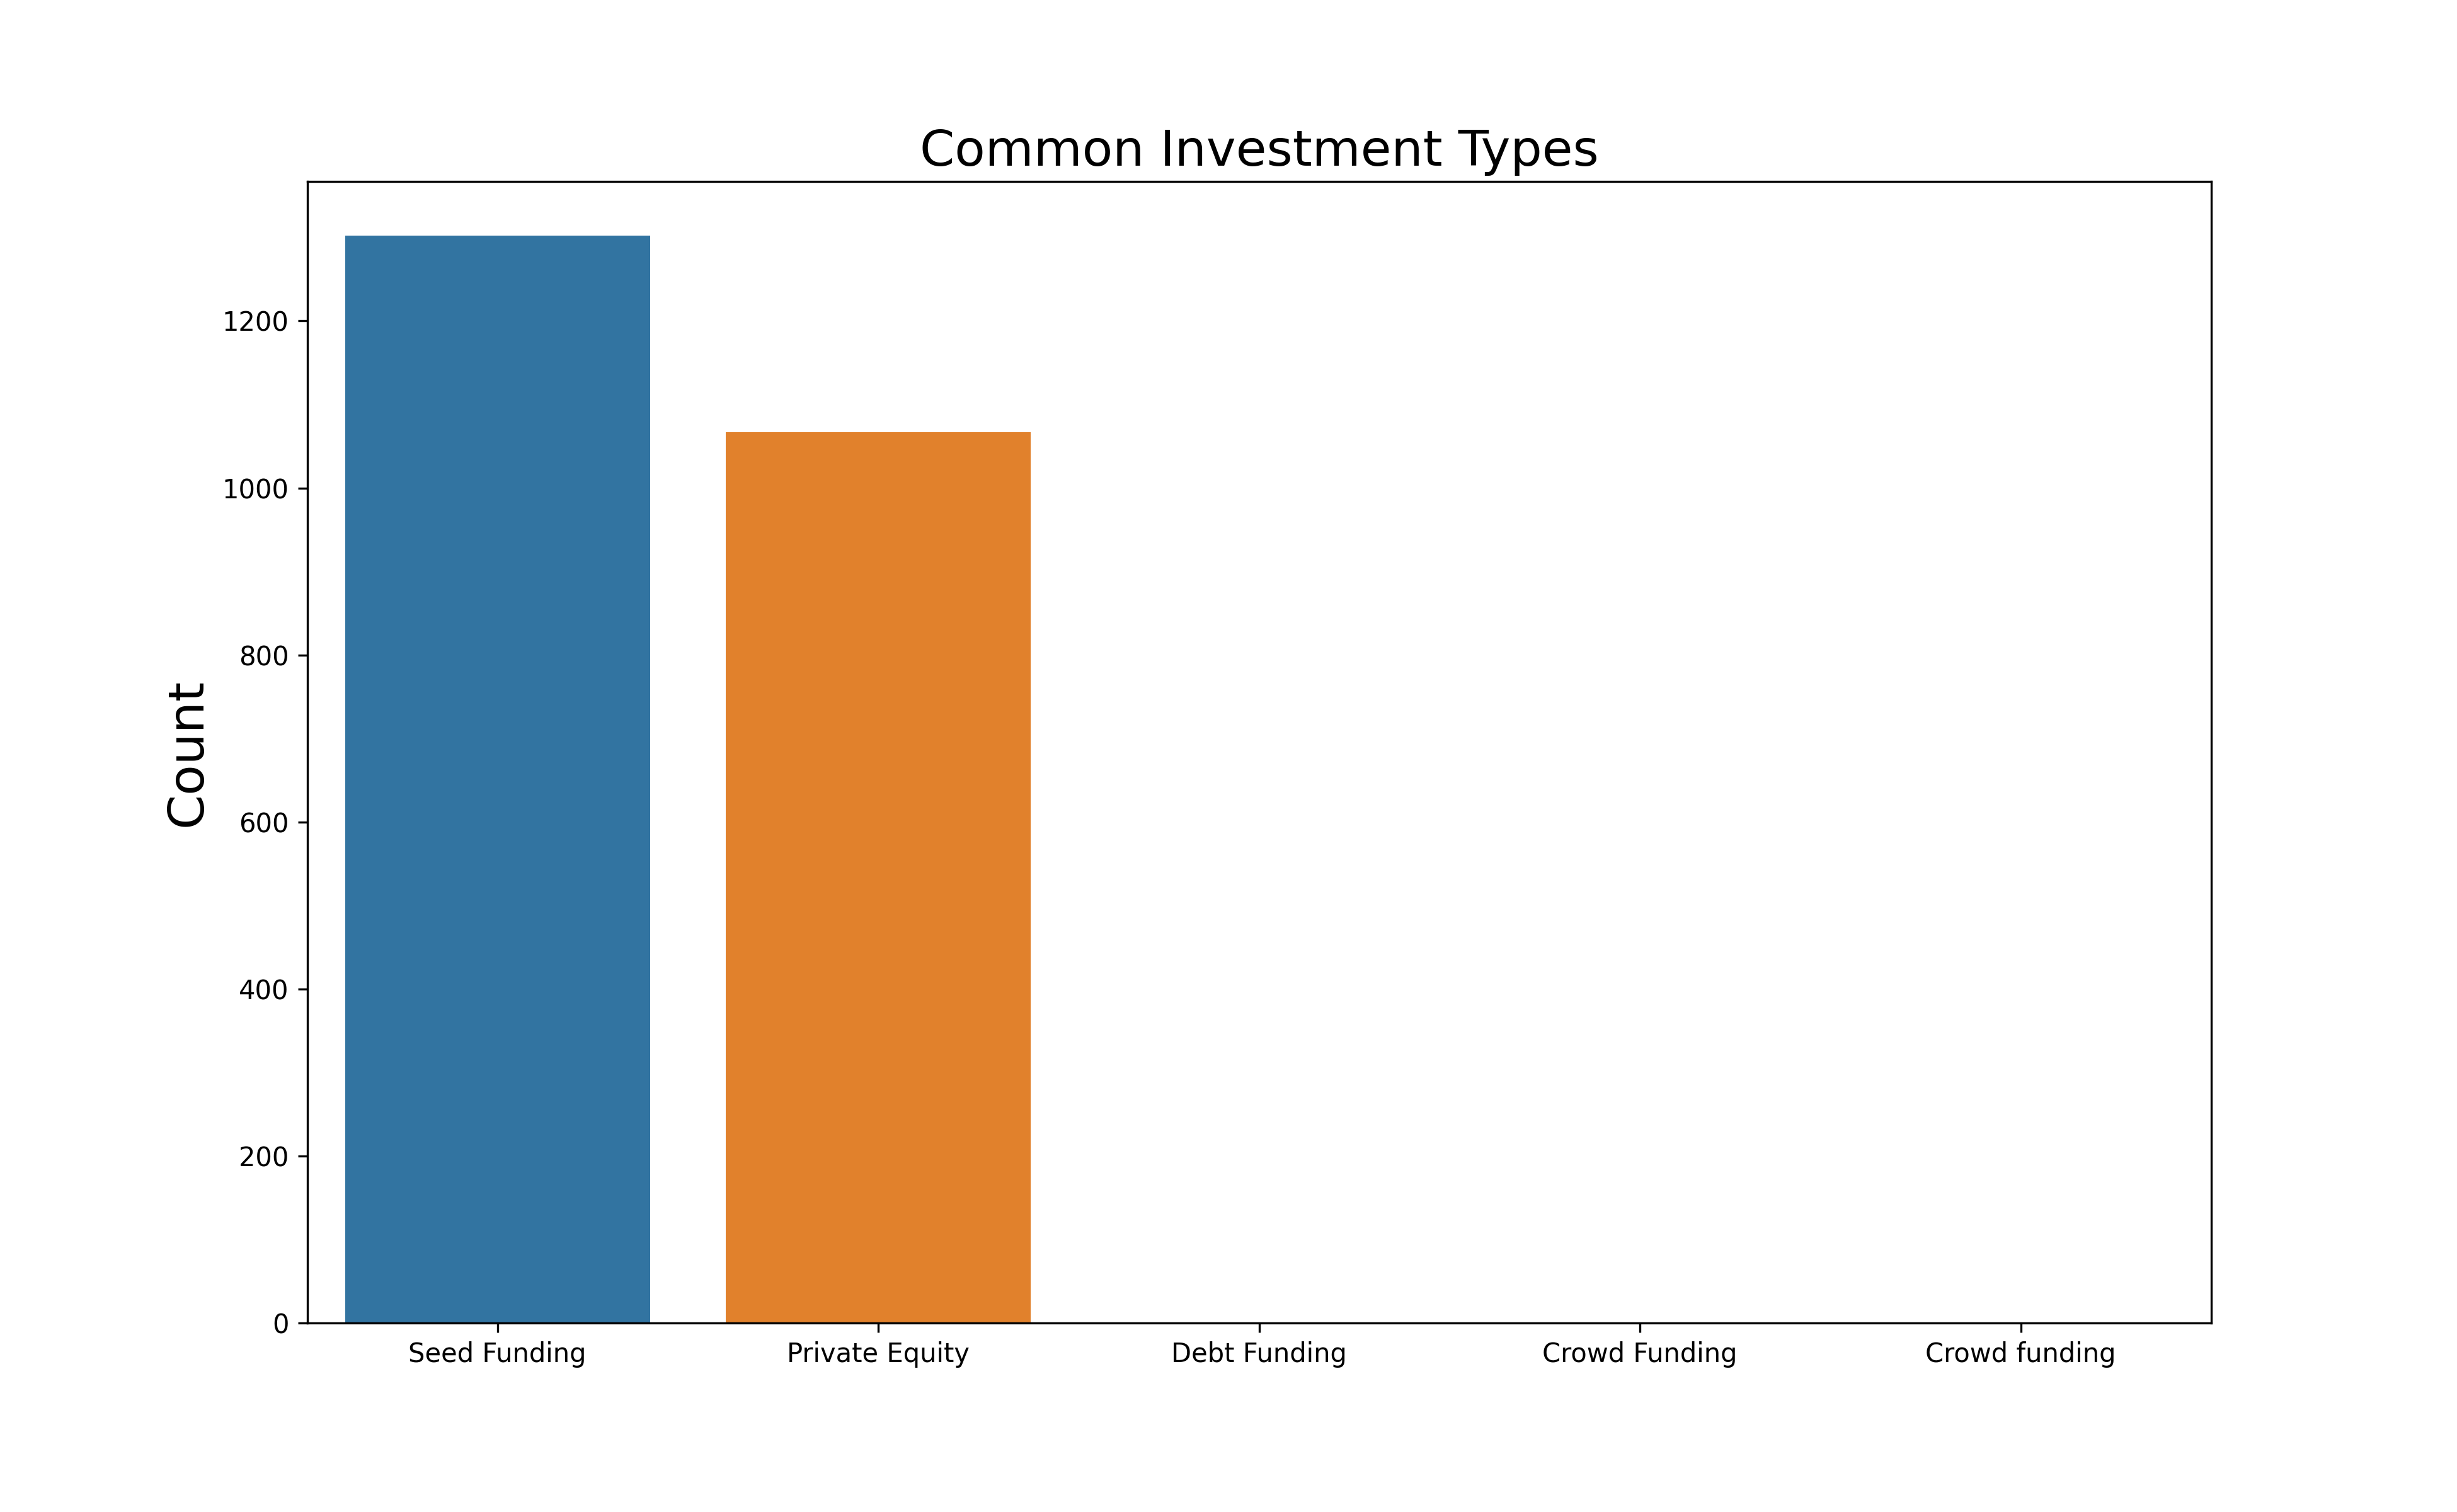 Common Investment Types
Count
1200
1000
800
600
400
200
0
Seed Funding
Private Equity
Debt Funding
Crowd Funding
Crowd funding